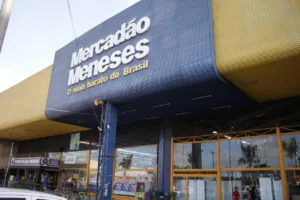 Mercadão
Meneses
O mais barato do Brasil